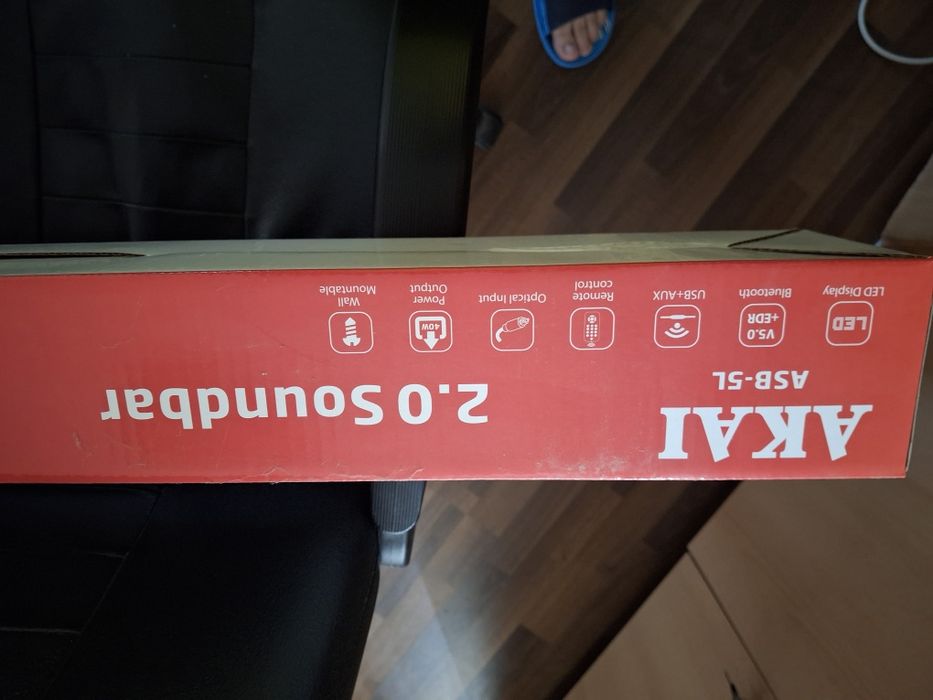 AKAI
ASB-5L
2.0 Soundbar
LED
LED Display
V5.0
+EDR
Bluetooth
USB+AUX
Remote
control
Optical Input
40W
Power
Output
Wall
Mountable